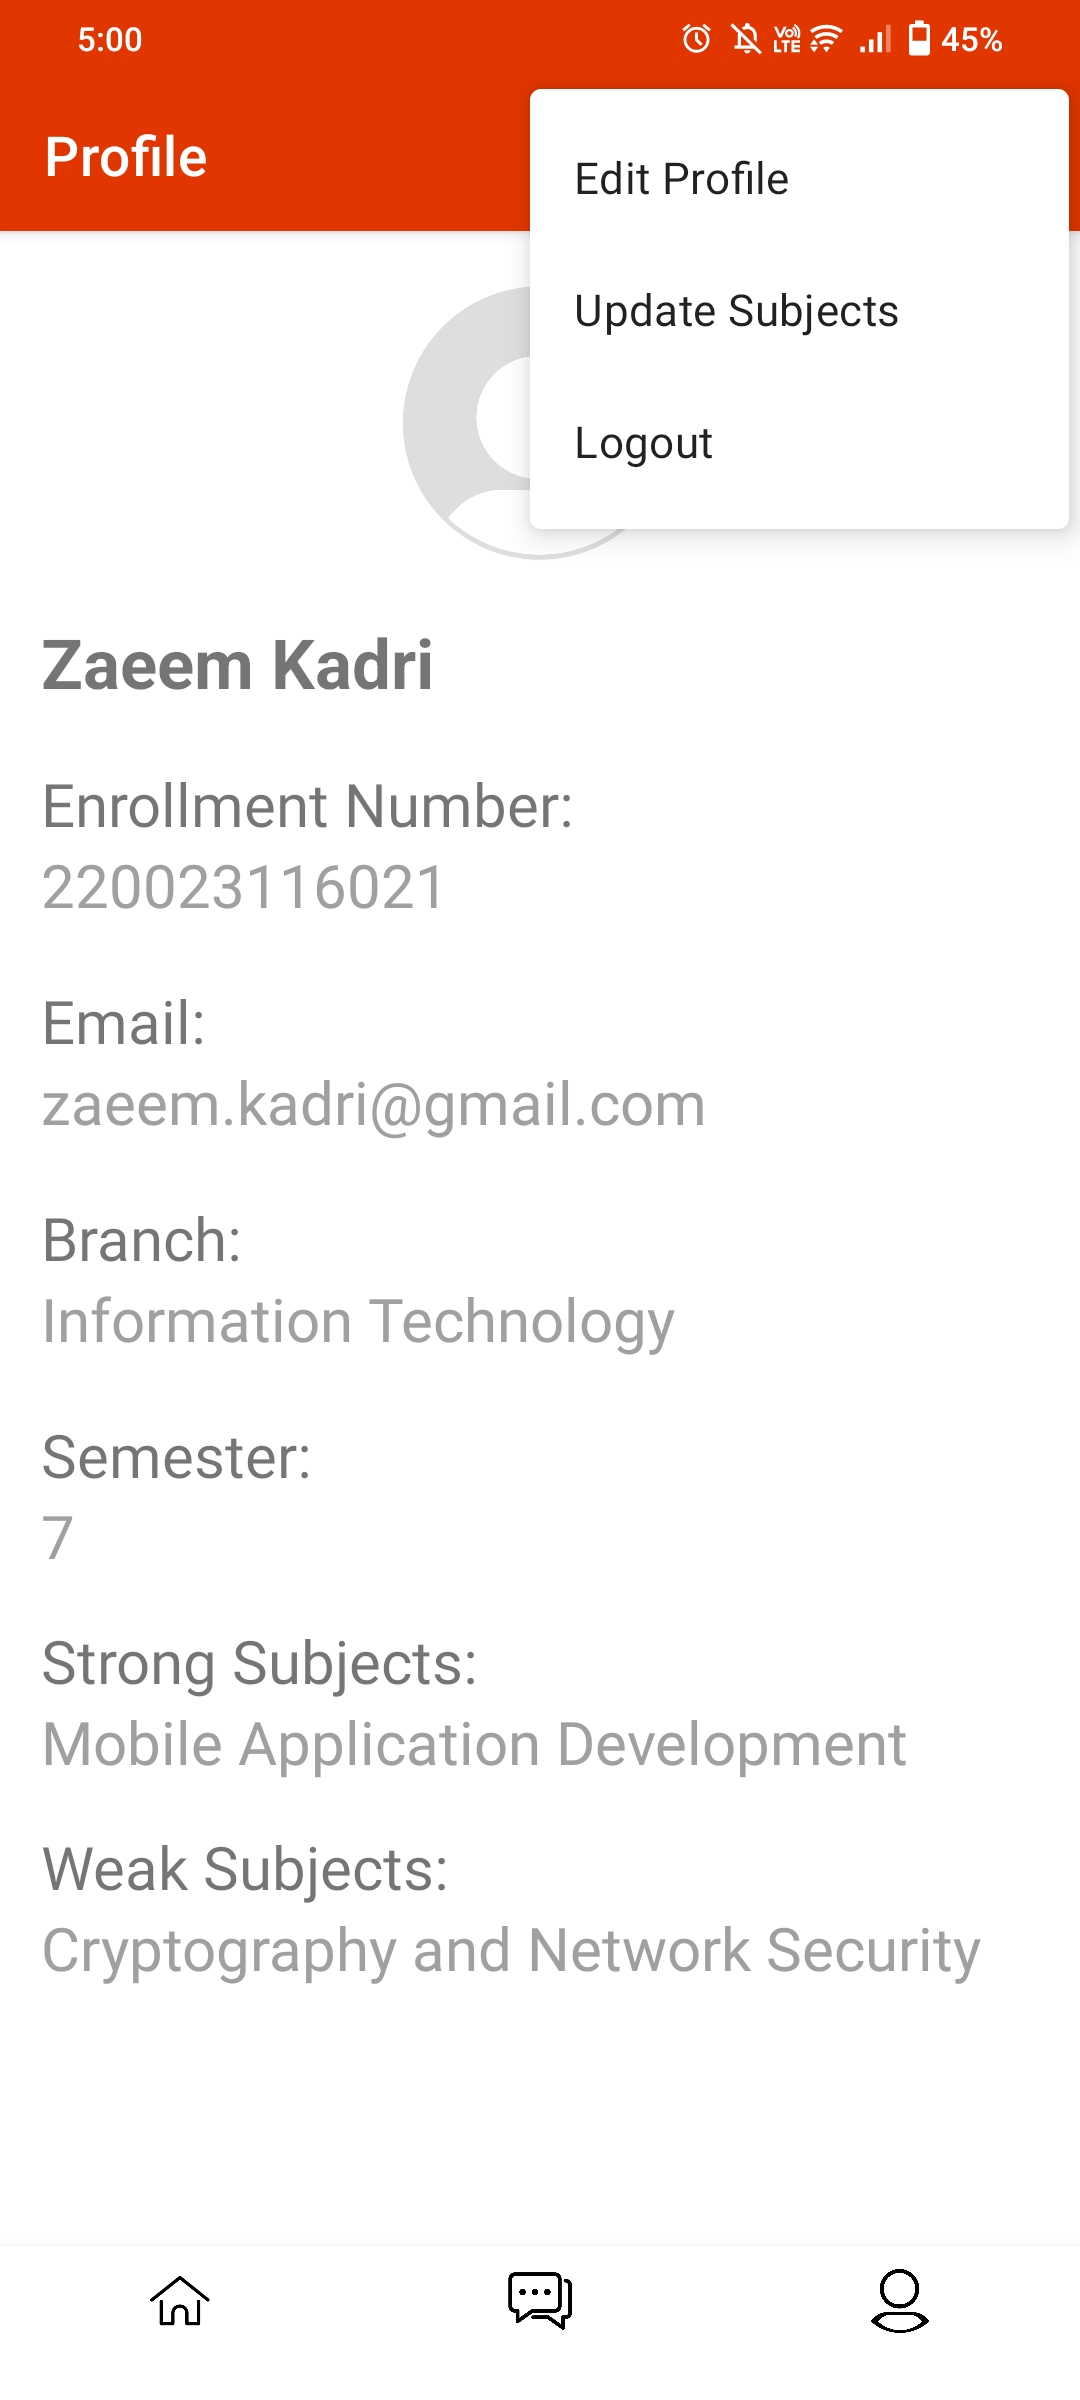 5:00
Vo)) LTE
45%
Profile
Edit Profile
Update Subjects
Logout
Zaeem Kadri
Enrollment Number:
220023116021
Email:
zaeem.kadri@gmail.com
Branch:
Information Technology
Semester:
7
Strong Subjects:
Mobile Application Development
Weak Subjects:
Cryptography and Network Security